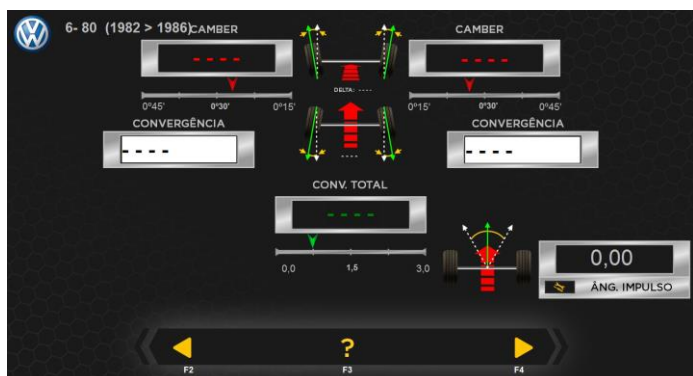 6- 80 (1982 > 1986)
CAMBER
CAMBER
- - - -
- - - -
DELTA: ----
0°45' 0°30' 0°15'
0°15' 0°30' 0°45'
CONVERGÊNCIA
CONVERGÊNCIA
- - - -
- - - -
- - - -
CONV. TOTAL
- - - -
0,0 1,5 3,0
0,00
ÂNG. IMPULSO
?
F2 F3 F4